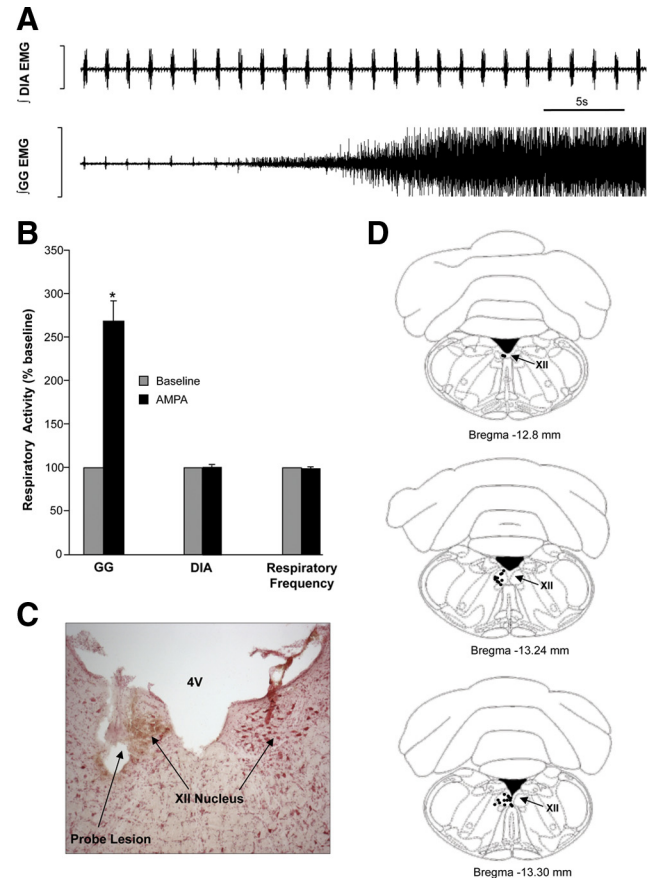 A
∫ DIA EMG
5s
∫GG EMG
B
Respiratory Activity (% baseline)
350
300
250
200
150
100
50
0
*
Baseline
AMPA
GG
DIA
Respiratory
Frequency
C
4V
XII Nucleus
Probe Lesion
D
XII
Bregma -12.8 mm
XII
Bregma -13.24 mm
XII
Bregma -13.30 mm